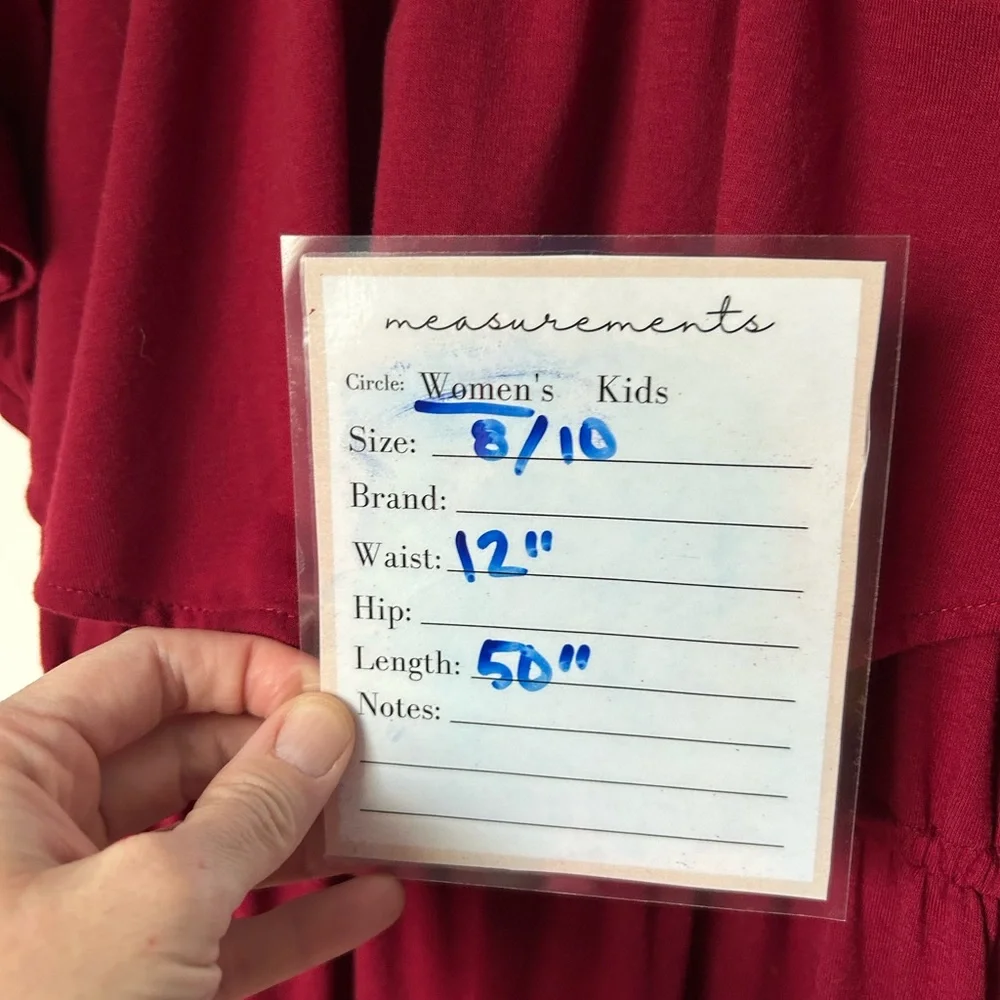 measurements
Circle: Women's Kids
Size: 8/10
Brand:
Waist: 12"
Hip:
Length: 50"
Notes: